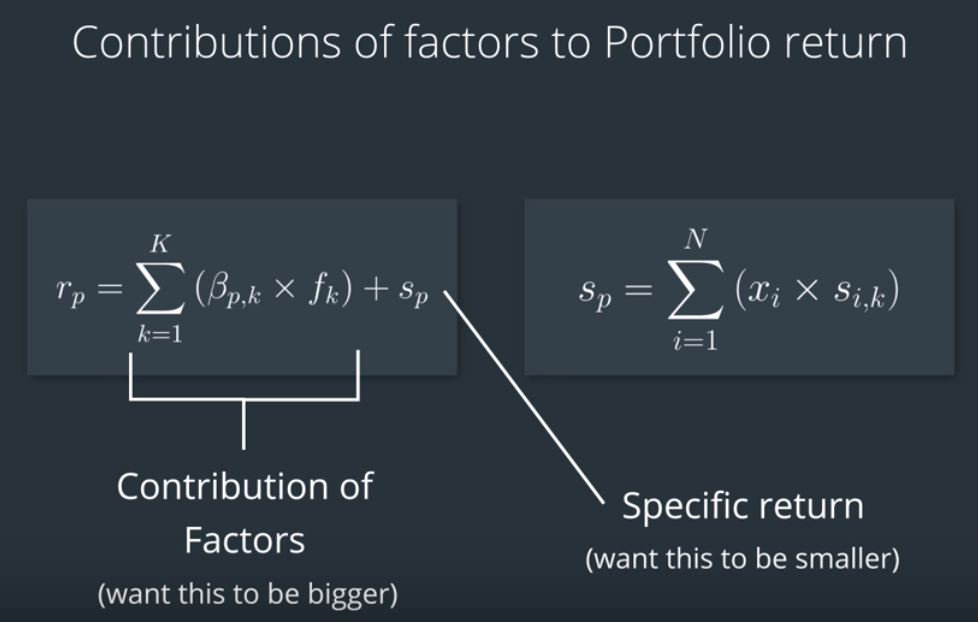 Contributions of factors to Portfolio return
r_p = \sum_{k=1}^{K} (\beta_{p,k} \times f_k) + s_p
s_p = \sum_{i=1}^{N} (x_i \times s_{i,k})
Contribution of
Factors
(want this to be bigger)
Specific return
(want this to be smaller)